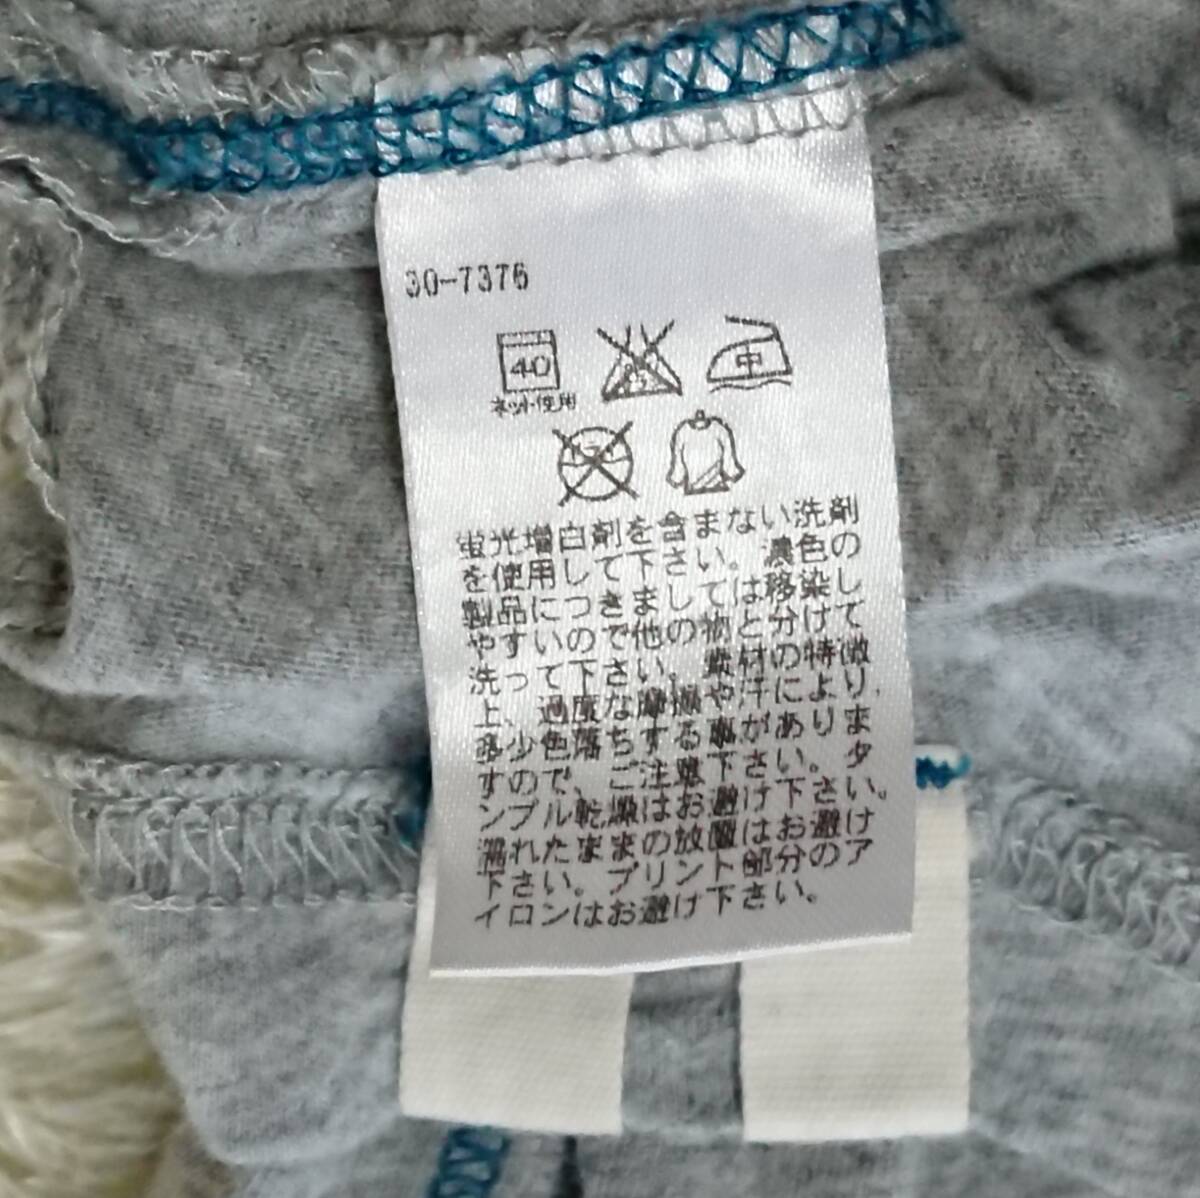 30-7376
40
中
ネット使用
蛍光増白剤を含まない洗剤
を使用して下さい。濃色の
製品につきましては移染し
やすいので他の物と分けて
洗って下さい。素材の特徴
上、過度な摩擦や汗により、
多少色落ちする事がありま
すので、ご注意下さい。タ
ンブル乾燥はお避け下さい。
濡れたままの放置はお避け
下さい。プリント部分のア
イロンはお避け下さい。